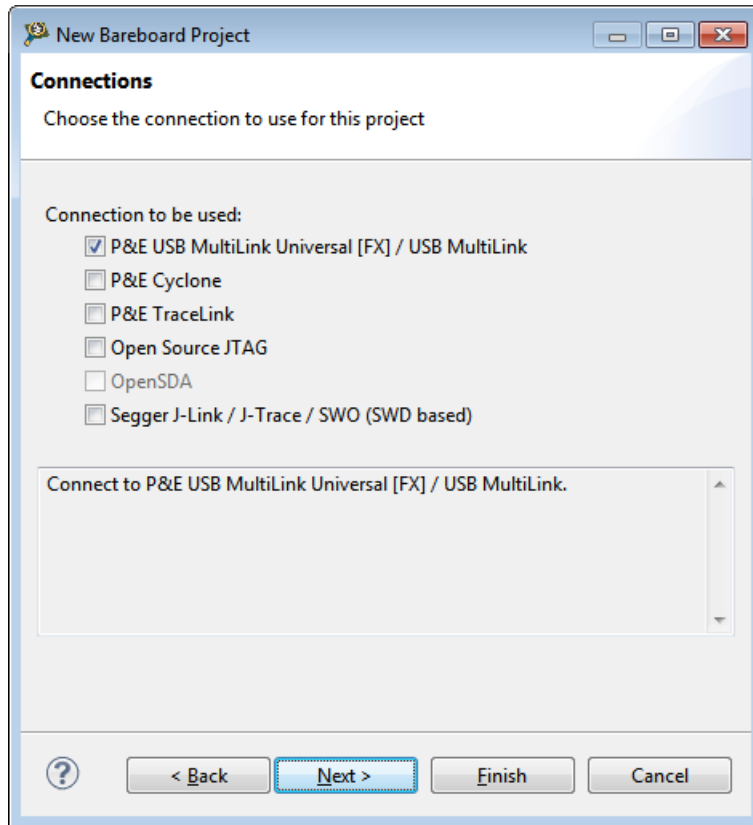 New Bareboard Project
Connections
Choose the connection to use for this project
Connection to be used:
P&E USB MultiLink Universal [FX] / USB MultiLink
P&E Cyclone
P&E TraceLink
Open Source JTAG
OpenSDA
Segger J-Link / J-Trace / SWO (SWD based)
Connect to P&E USB MultiLink Universal [FX] / USB MultiLink.
? < Back Next > Finish Cancel